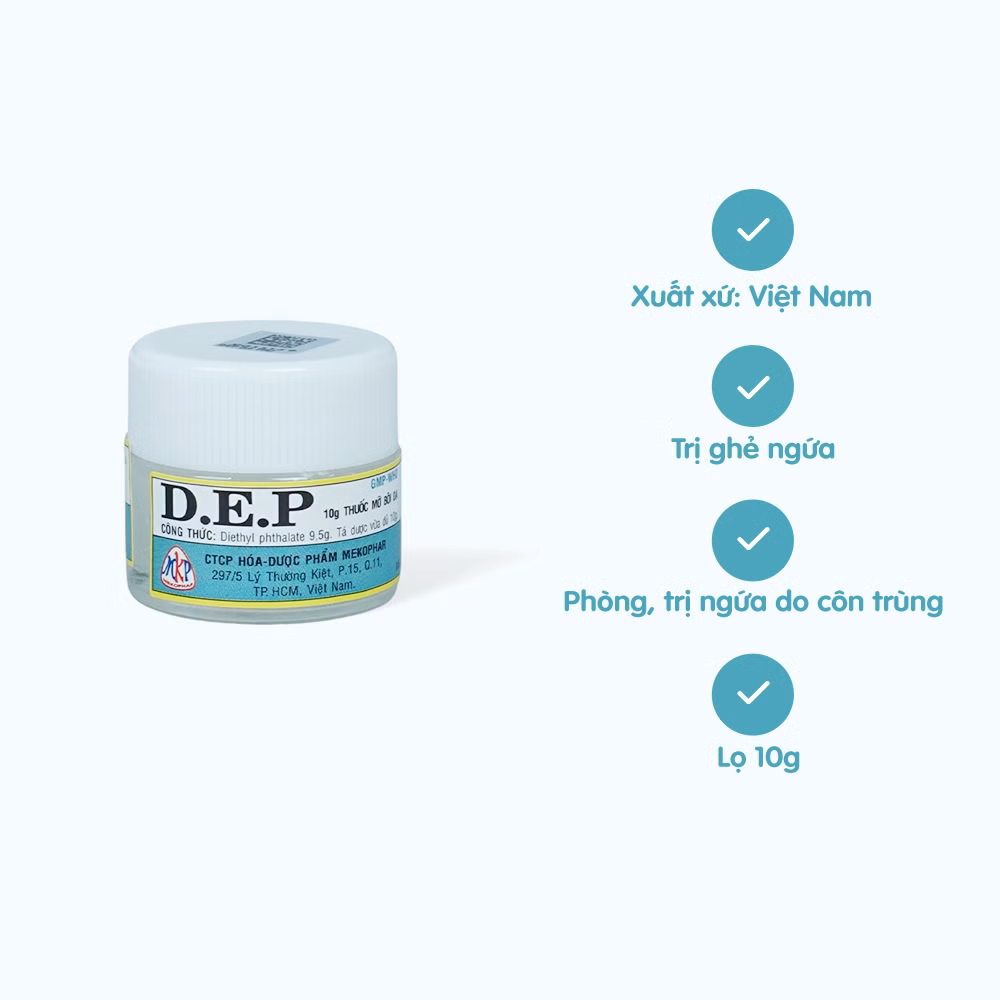 GMP-WHO
D.E.P
10g THUỐC MỠ BÔI DA
CÔNG THỨC: Diethyl phthalate 9,5g. Tá dược vừa đủ 10g.
MKP
MEKOPHAR
CTCP HÓA-DƯỢC PHẨM MEKOPHAR
297/5 Lý Thường Kiệt, P.15, Q.11,
TP. HCM, Việt Nam.
Xuất xứ: Việt Nam
Trị ghẻ ngứa
Phòng, trị ngứa do côn trùng
Lọ 10g